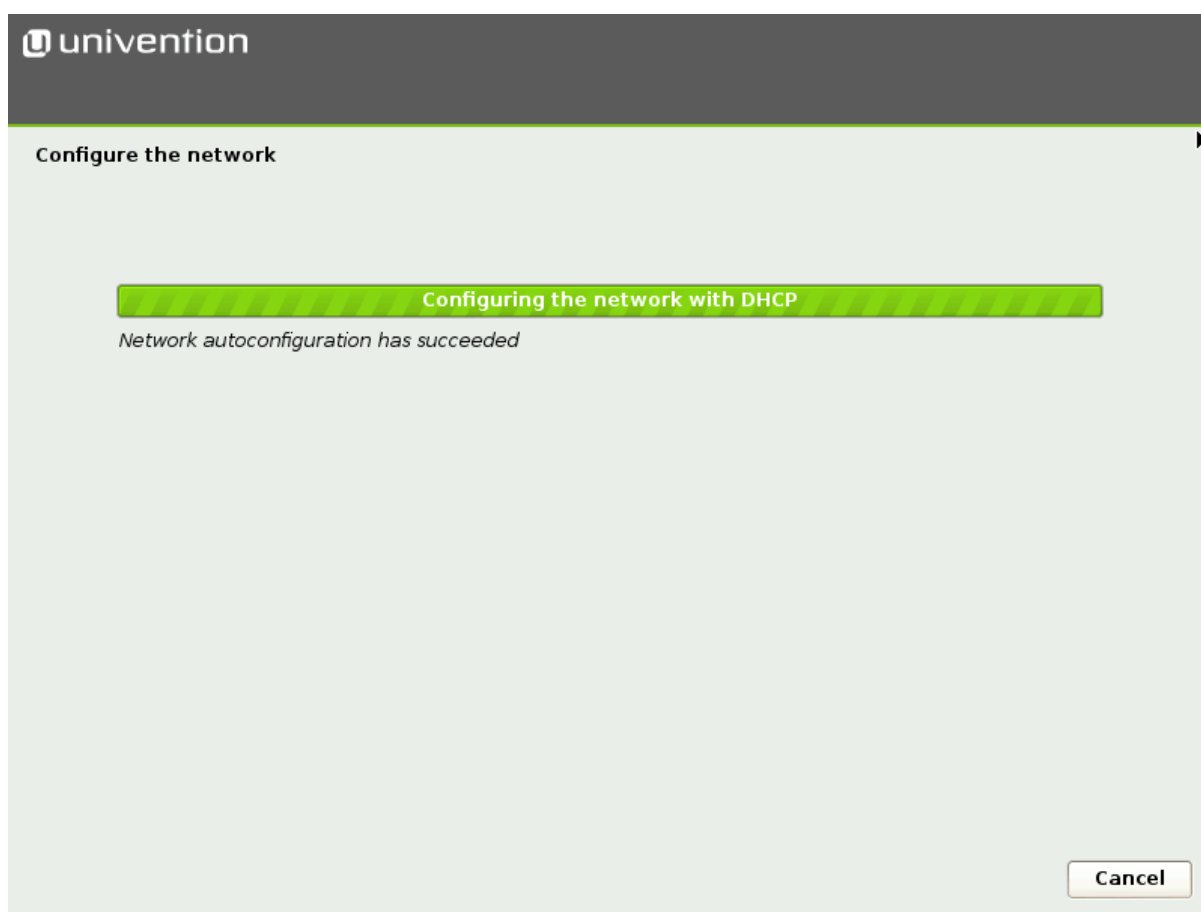 univention
Configure the network
Configuring the network with DHCP
Network autoconfiguration has succeeded
Cancel